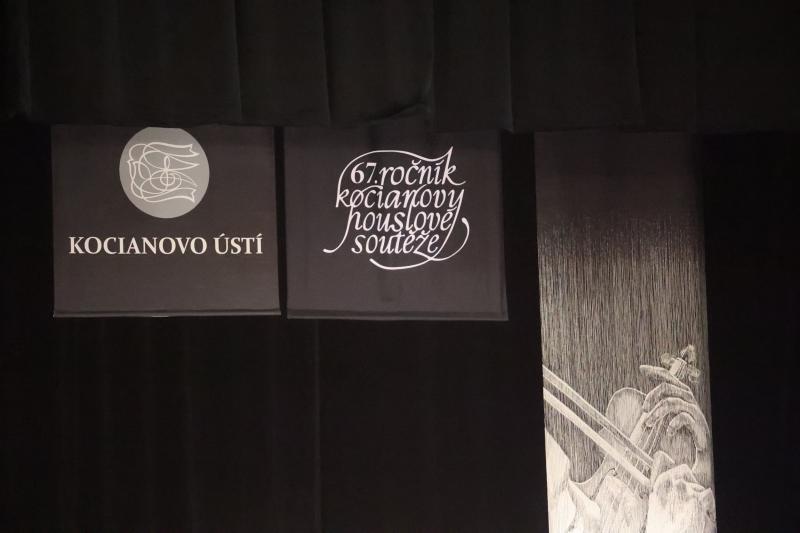 KOCIANOVO ÚSTÍ
67. ročník
kocianovy
houslové
soutěže